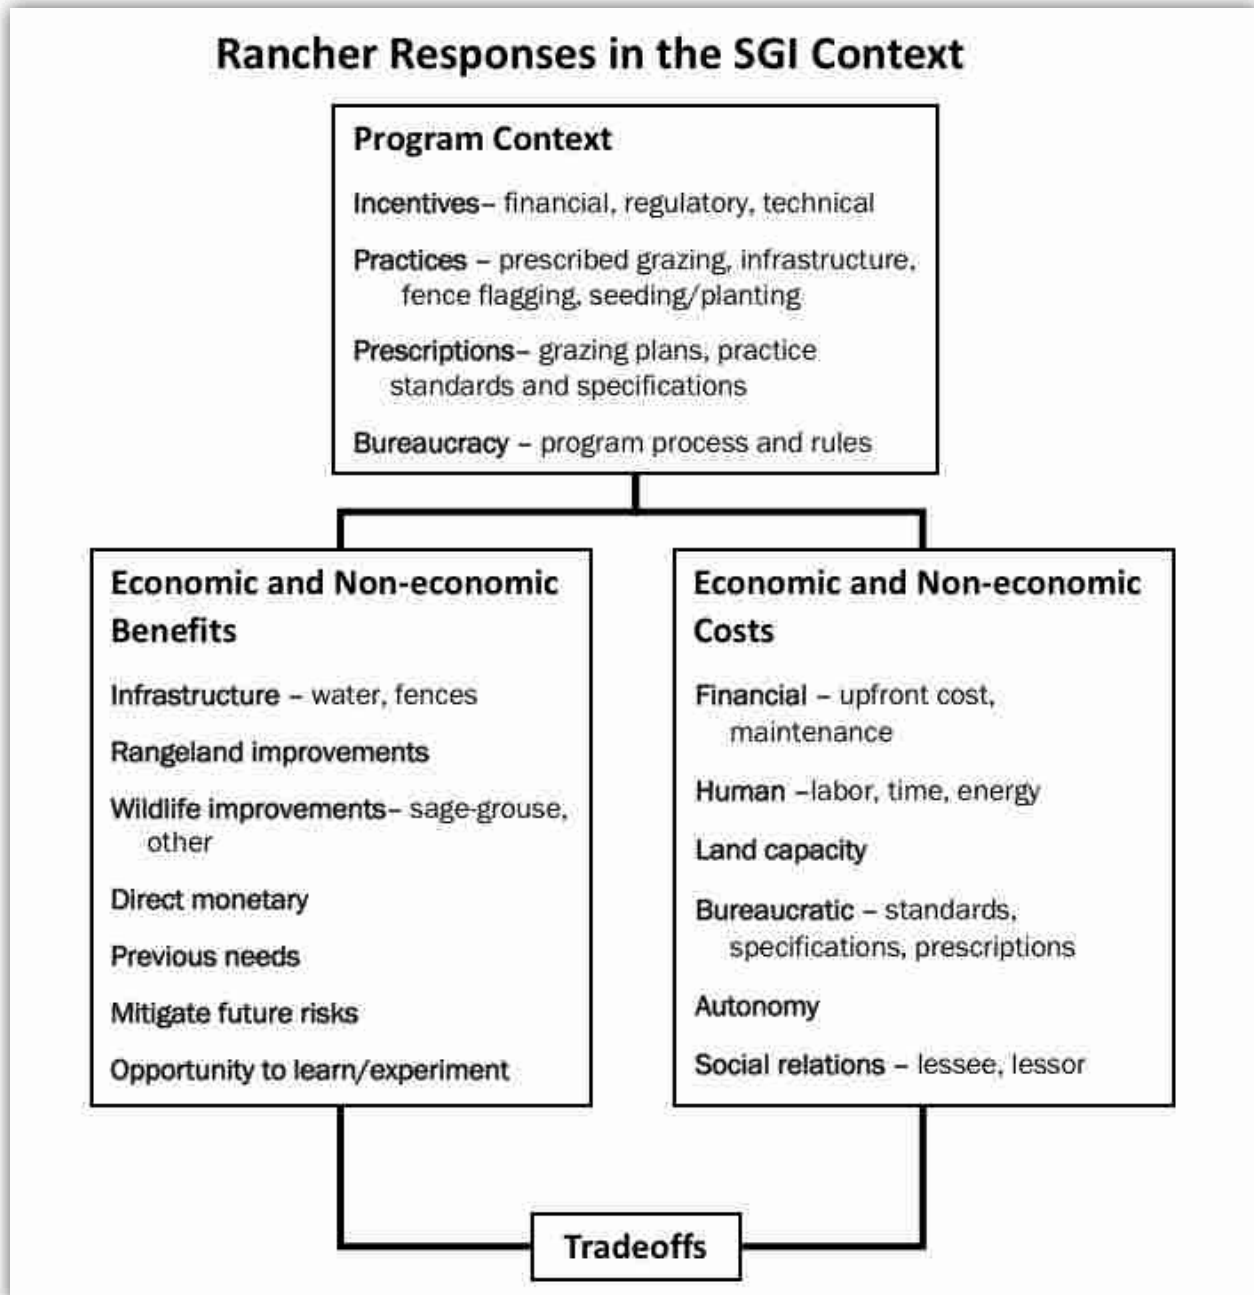 Rancher Responses in the SGI Context
Program Context
Incentives– financial, regulatory, technical
Practices – prescribed grazing, infrastructure,
fence flagging, seeding/planting
Prescriptions– grazing plans, practice
standards and specifications
Bureaucracy – program process and rules
Economic and Non-economic
Benefits
Infrastructure – water, fences
Rangeland improvements
Wildlife improvements– sage-grouse,
other
Direct monetary
Previous needs
Mitigate future risks
Opportunity to learn/experiment
Economic and Non-economic
Costs
Financial – upfront cost,
maintenance
Human –labor, time, energy
Land capacity
Bureaucratic – standards,
specifications, prescriptions
Autonomy
Social relations – lessee, lessor
Tradeoffs